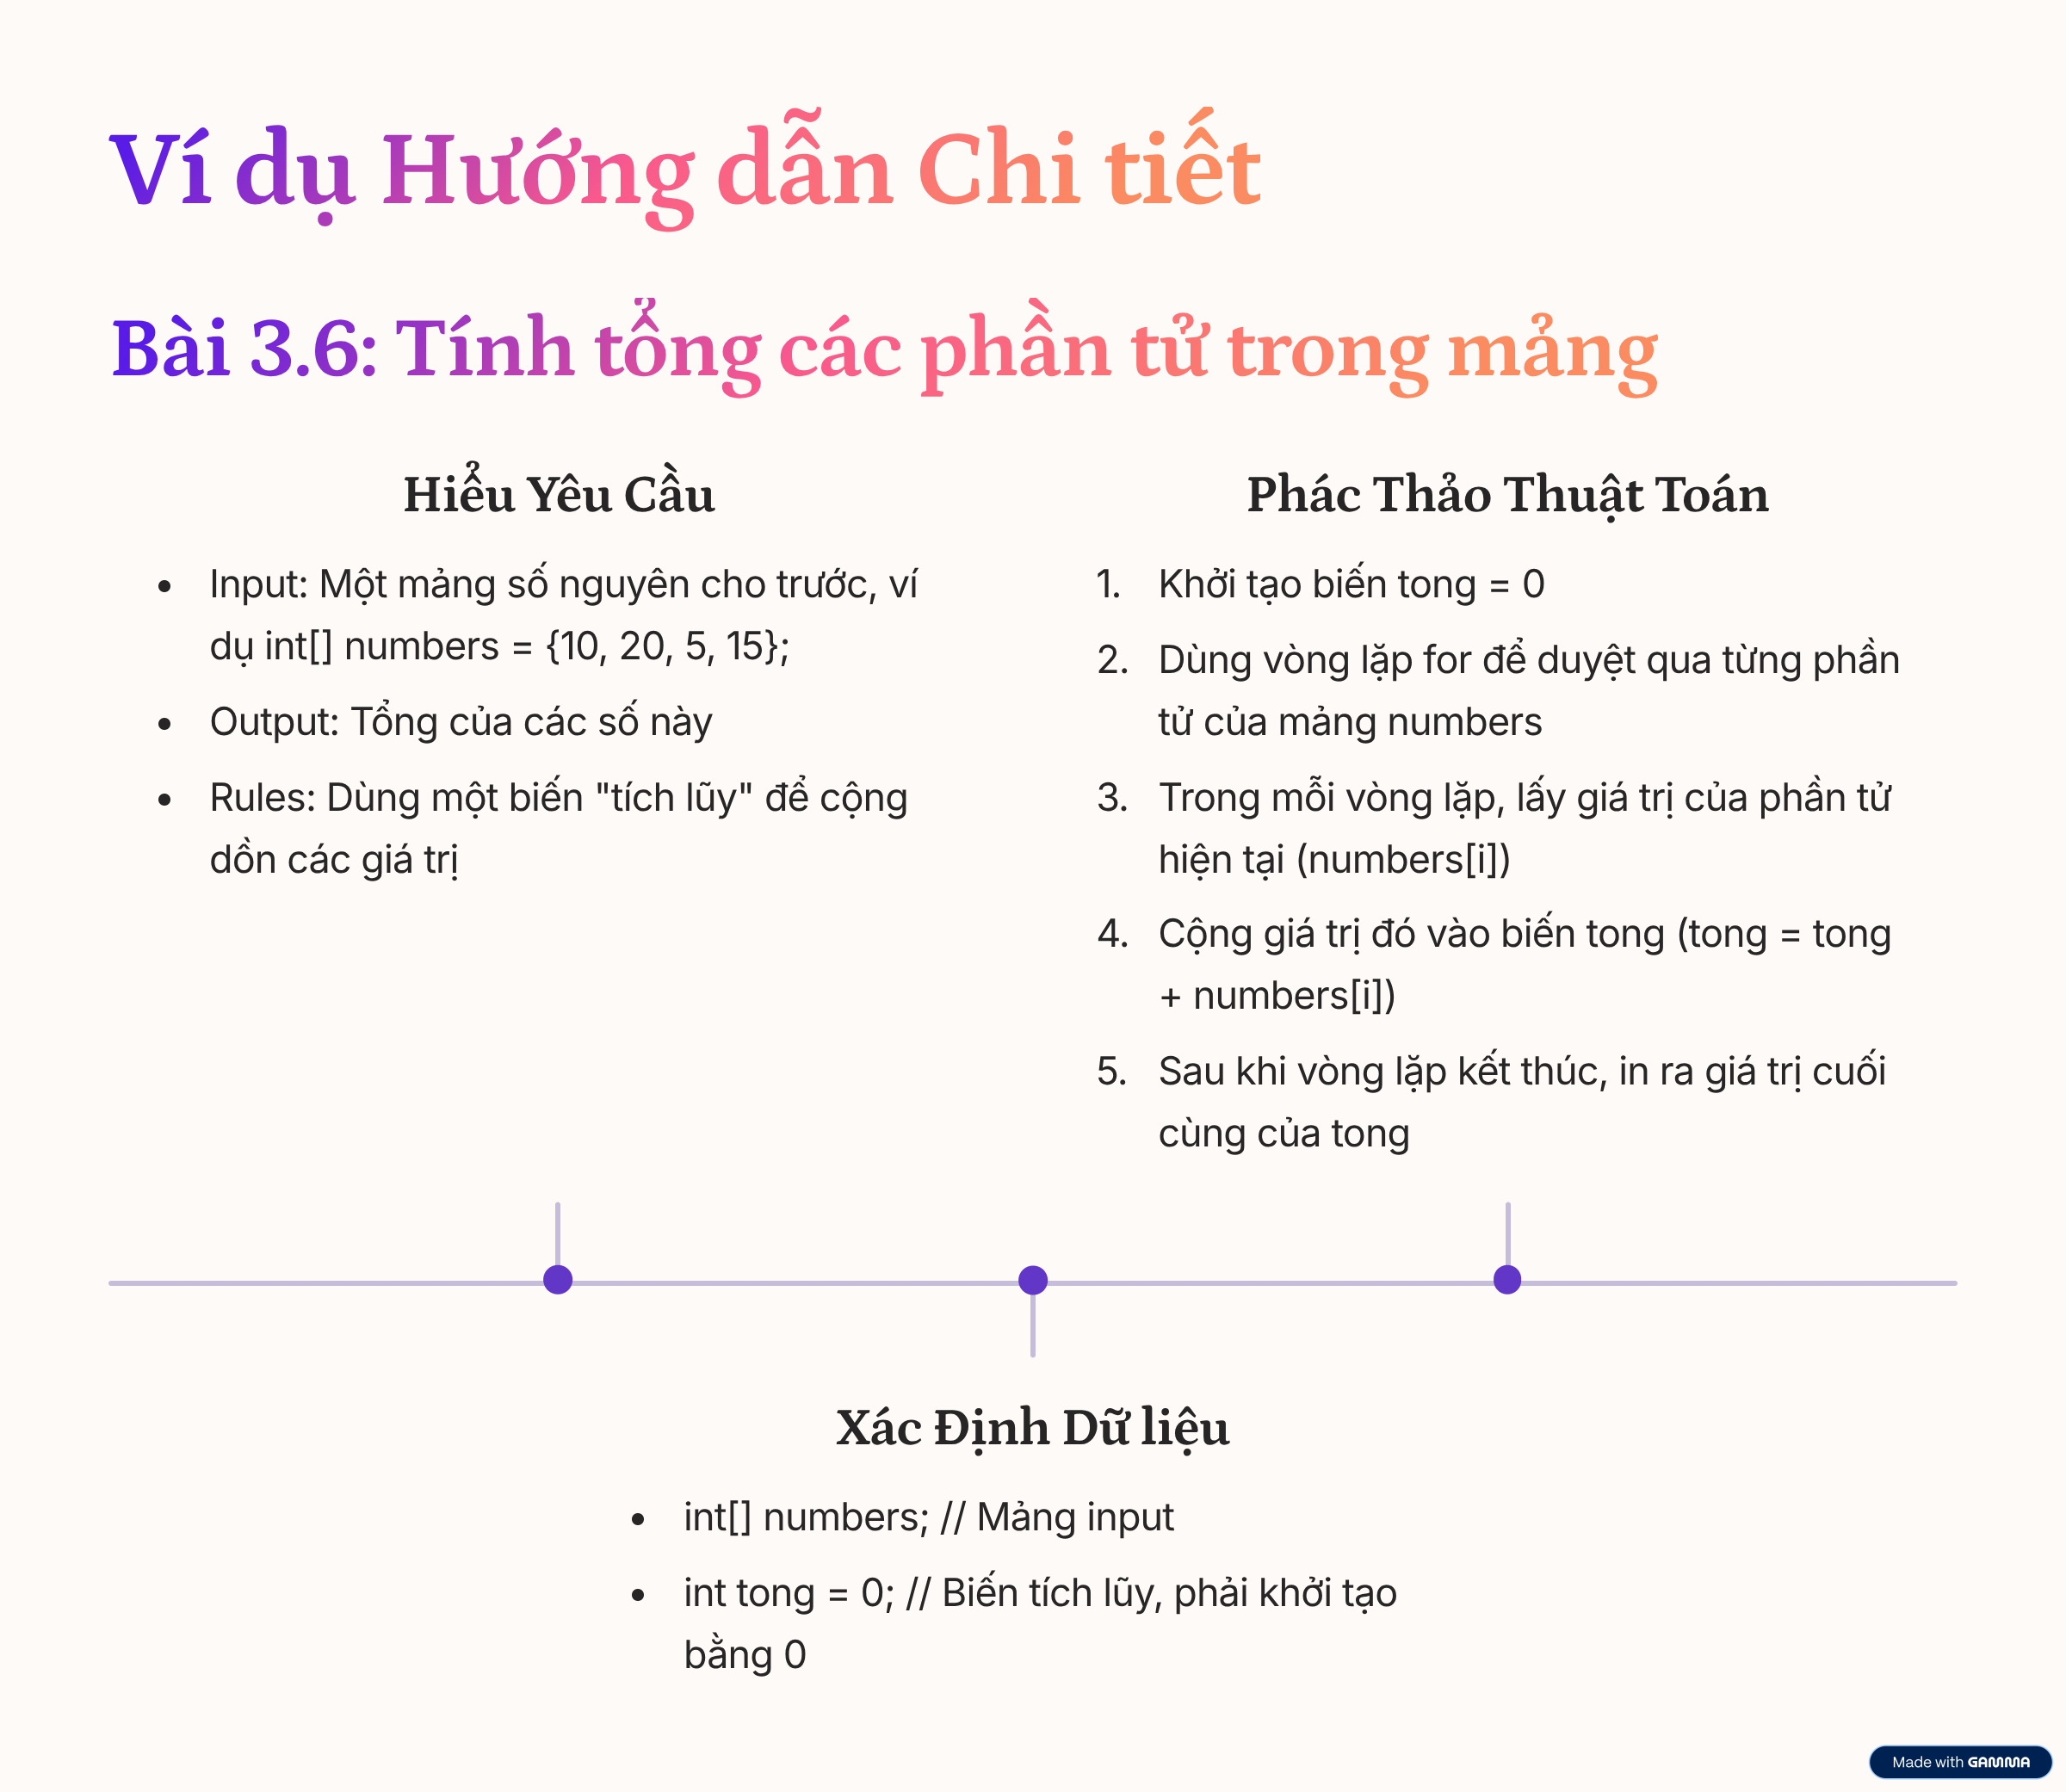 Ví dụ Hướng dẫn Chi tiết
Bài 3.6: Tính tổng các phần tử trong mảng
Hiểu Yêu Cầu
• Input: Một mảng số nguyên cho trước, ví
dụ int[] numbers = {10, 20, 5, 15};
• Output: Tổng của các số này
• Rules: Dùng một biến "tích lũy" để cộng
dồn các giá trị
Phác Thảo Thuật Toán
1. Khởi tạo biến tong = 0
2. Dùng vòng lặp for để duyệt qua từng phần
tử của mảng numbers
3. Trong mỗi vòng lặp, lấy giá trị của phần tử
hiện tại (numbers[i])
4. Cộng giá trị đó vào biến tong (tong = tong
+ numbers[i])
5. Sau khi vòng lặp kết thúc, in ra giá trị cuối
cùng của tong
Xác Định Dữ liệu
• int[] numbers; // Mảng input
• int tong = 0; // Biến tích lũy, phải khởi tạo
bằng 0
Made with GAMMA